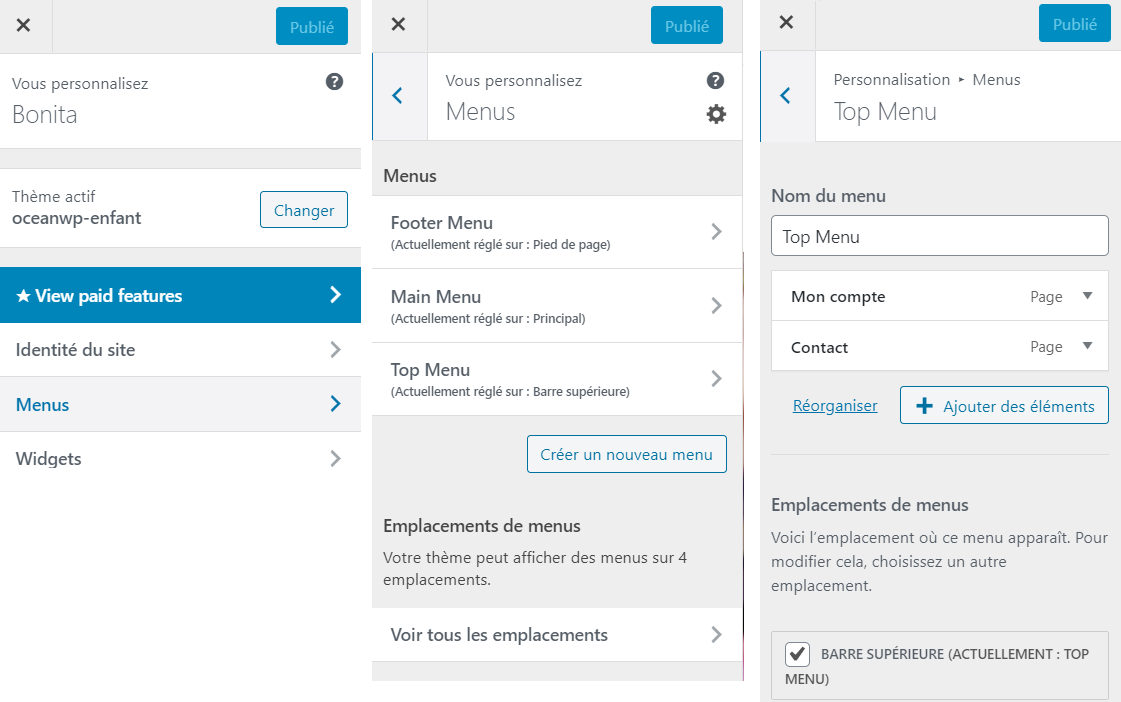 Publié
Vous personnalisez
Bonita
Thème actif
oceanwp-enfant
Changer
★ View paid features
Identité du site
Menus
Widgets
Publié
Vous personnalisez
Menus
Menus
Footer Menu
(Actuellement réglé sur : Pied de page)
Main Menu
(Actuellement réglé sur : Principal)
Top Menu
(Actuellement réglé sur : Barre supérieure)
Créer un nouveau menu
Emplacements de menus
Votre thème peut afficher des menus sur 4
emplacements.
Voir tous les emplacements
Publié
Personnalisation ▸ Menus
Top Menu
Nom du menu
Top Menu
Mon compte Page
Contact Page
Réorganiser
Ajouter des éléments
Emplacements de menus
Voici l’emplacement où ce menu apparaît. Pour
modifier cela, choisissez un autre
emplacement.
BARRE SUPÉRIEURE (ACTUELLEMENT : TOP
MENU)